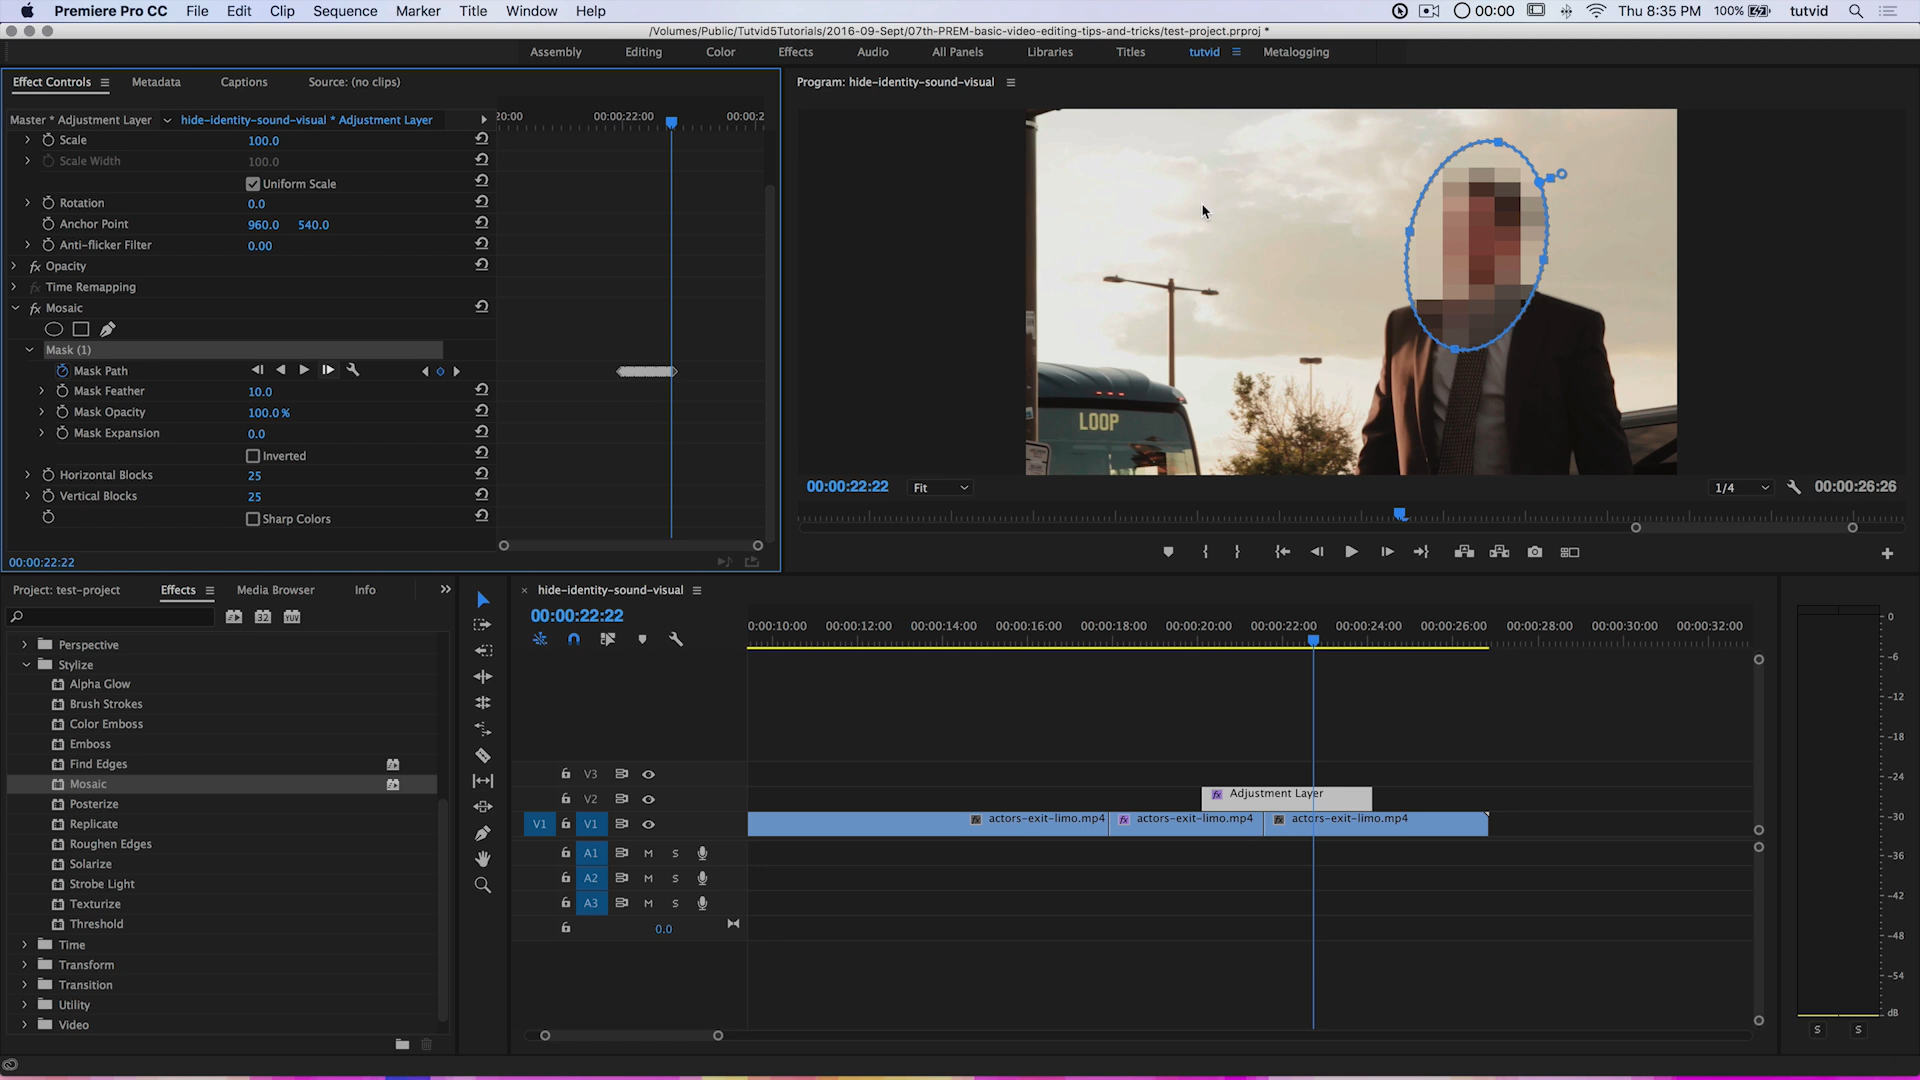 Premiere Pro CC File Edit Clip Sequence Marker Title Window Help 00:00 Thu 8:35 PM 100% tutvid
/Volumes/Public/Tutvid5Tutorials/2016-09-Sept/07th-PREM-basic-video-editing-tips-and-tricks/test-project.prproj *
Assembly Editing Color Effects Audio All Panels Libraries Titles tutvid Metalogging
Effect Controls Metadata Captions Source: (no clips)
Master * Adjustment Layer hide-identity-sound-visual * Adjustment Layer
20:00 00:00:22:00 00:00:2
Scale 100.0
Scale Width 100.0
Uniform Scale
Rotation 0.0
Anchor Point 960.0 540.0
Anti-flicker Filter 0.00
fx Opacity
fx Time Remapping
fx Mosaic
Mask (1)
Mask Path
Mask Feather 10.0
Mask Opacity 100.0 %
Mask Expansion 0.0
Inverted
Horizontal Blocks 25
Vertical Blocks 25
Sharp Colors
00:00:22:22
Program: hide-identity-sound-visual
LOOP
00:00:22:22 Fit 1/4 00:00:26:26
Project: test-project Effects Media Browser Info
32 YUV
Perspective
Stylize
Alpha Glow
Brush Strokes
Color Emboss
Emboss
Find Edges
Mosaic
Posterize
Replicate
Roughen Edges
Solarize
Strobe Light
Texturize
Threshold
Time
Transform
Transition
Utility
Video
× hide-identity-sound-visual
00:00:22:22
0:00:10:00 00:00:12:00 00:00:14:00 00:00:16:00 00:00:18:00 00:00:20:00 00:00:22:00 00:00:24:00 00:00:26:00 00:00:28:00 00:00:30:00 00:00:32:00
V3
V2 fx Adjustment Layer
V1 V1 fx actors-exit-limo.mp4 fx actors-exit-limo.mp4 fx actors-exit-limo.mp4
A1 M S
A2 M S
A3 M S
0.0
0
-6
-12
-18
-24
-30
-36
-42
-48
-54
dB
S S